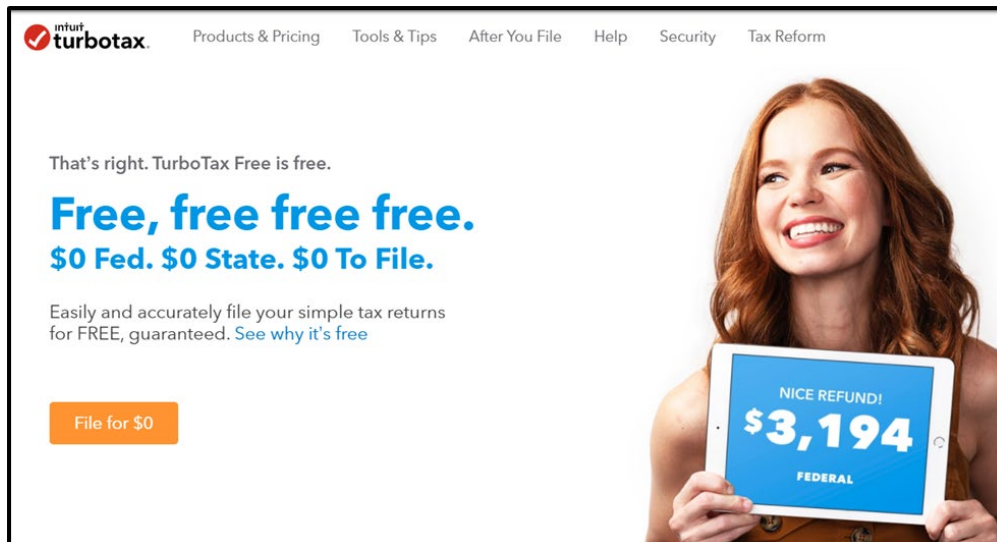 ıntuıt
turbotax.
Products & Pricing
Tools & Tips
After You File
Help
Security
Tax Reform
That's right. TurboTax Free is free.
Free, free free free.
$0 Fed. $0 State. $0 To File.
Easily and accurately file your simple tax returns
for FREE, guaranteed. See why it's free
File for $0
NICE REFUND!
$3,194
FEDERAL